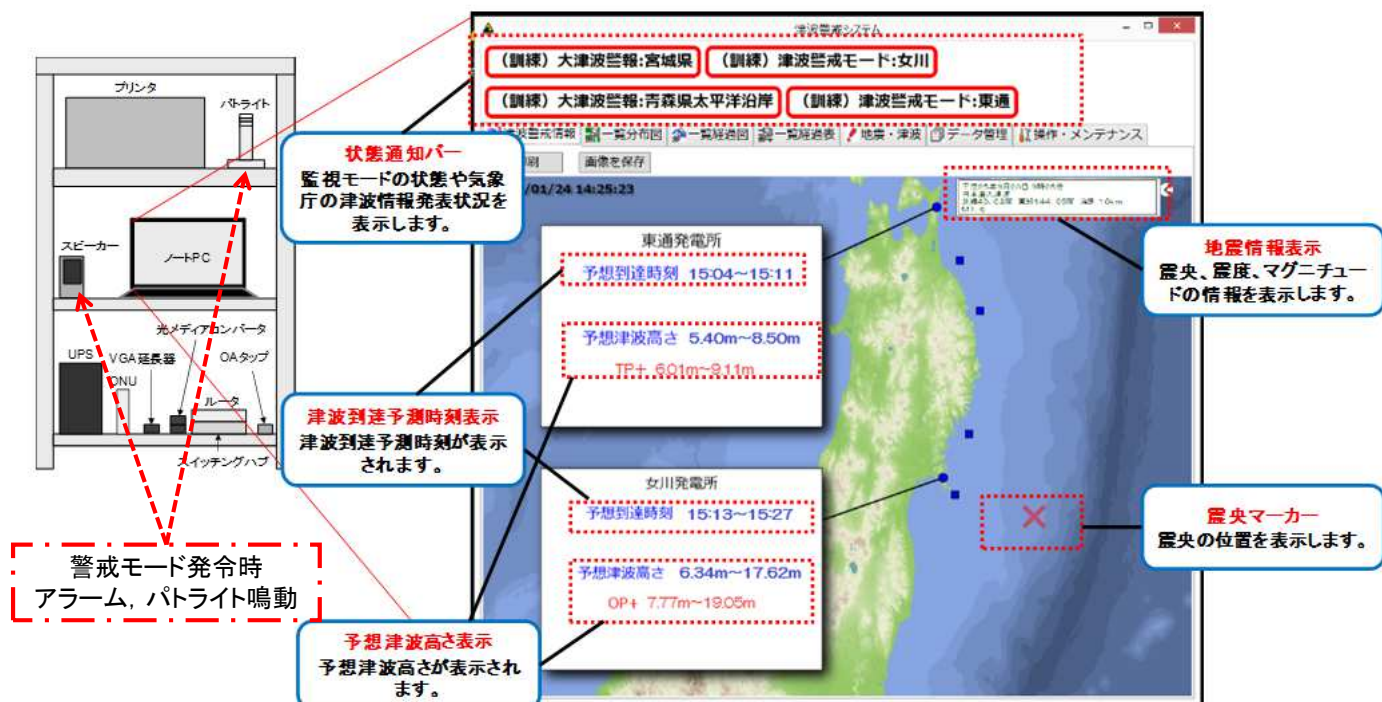 プリンタ
パトライト
スピーカー
ノートPC
光メディアコンバータ
UPS
VGA延長器
OAタップ
ONU
ルータ
スイッチングハブ
警戒モード発令時
アラーム，パトライト鳴動
津波警戒システム
（訓練）大津波警報:宮城県
（訓練）津波警戒モード:女川
（訓練）大津波警報:青森県太平洋沿岸
（訓練）津波警戒モード:東通
津波警戒情報
一覧分布図
一覧経過図
一覧経過表
地震・津波
データ管理
操作・メンテナンス
画像を保存
/01/24 14:25:23
状態通知バー
監視モードの状態や気象
庁の津波情報発表状況を
表示します。
東通発電所
予想到達時刻 15:04～15:11
予想津波高さ 5.40m～8.50m
TP+ 6.01m～9.11m
地震情報表示
震央、震度、マグニチュー
ドの情報を表示します。
津波到達予測時刻表示
津波到達予測時刻が表示
されます。
女川発電所
予想到達時刻 15:13～15:27
予想津波高さ 6.34m～17.62m
OP+ 7.77m～19.05m
震央マーカー
震央の位置を表示します。
予想津波高さ表示
予想津波高さが表示され
ます。